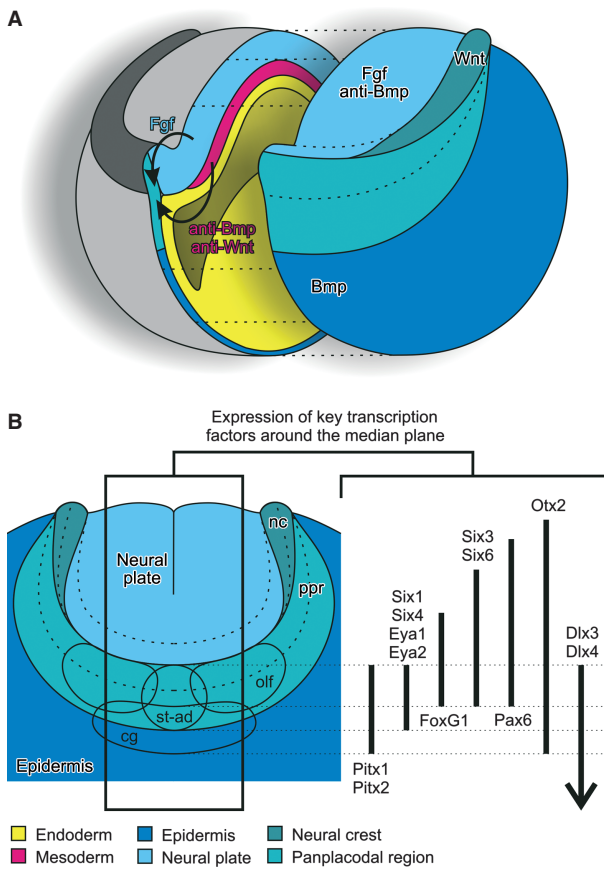 A
Fgf
anti-Bmp
Wnt
Fgf
anti-Bmp
anti-Wnt
Bmp
B
Expression of key transcription
factors around the median plane
Otx2
nc
Six3
Six6
Neural
plate
ppr
Six1
Six4
Eya1
Eya2
Dlx3
Dlx4
olf
st-ad
FoxG1
Pax6
cg
Epidermis
Pitx1
Pitx2
Endoderm
Epidermis
Neural crest
Mesoderm
Neural plate
Panplacodal region